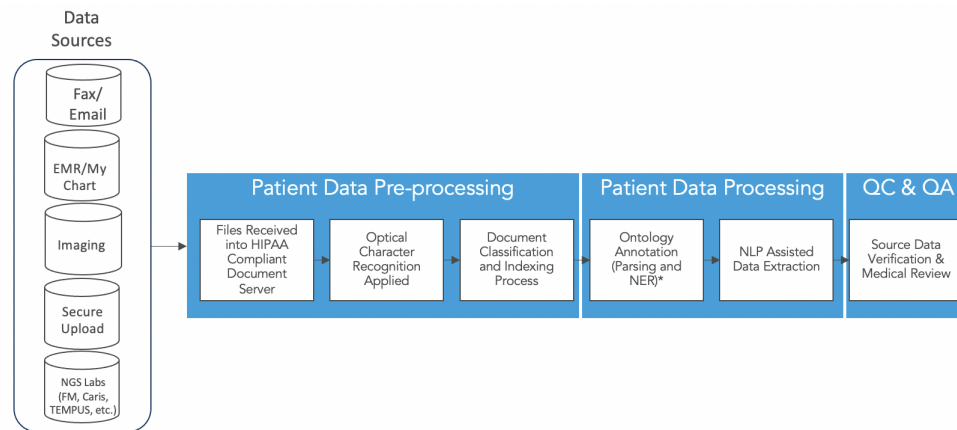 Data
Sources
Fax/
Email
EMR/My
Chart
Imaging
Secure
Upload
NGS Labs
(FM, Caris,
TEMPUS, etc.)
Patient Data Pre-processing
Files Received
into HIPAA
Compliant
Document
Server
Optical
Character
Recognition
Applied
Document
Classification
and Indexing
Process
Patient Data Processing
Ontology
Annotation
(Parsing and
NER)*
NLP Assisted
Data Extraction
QC & QA
Source Data
Verification &
Medical Review